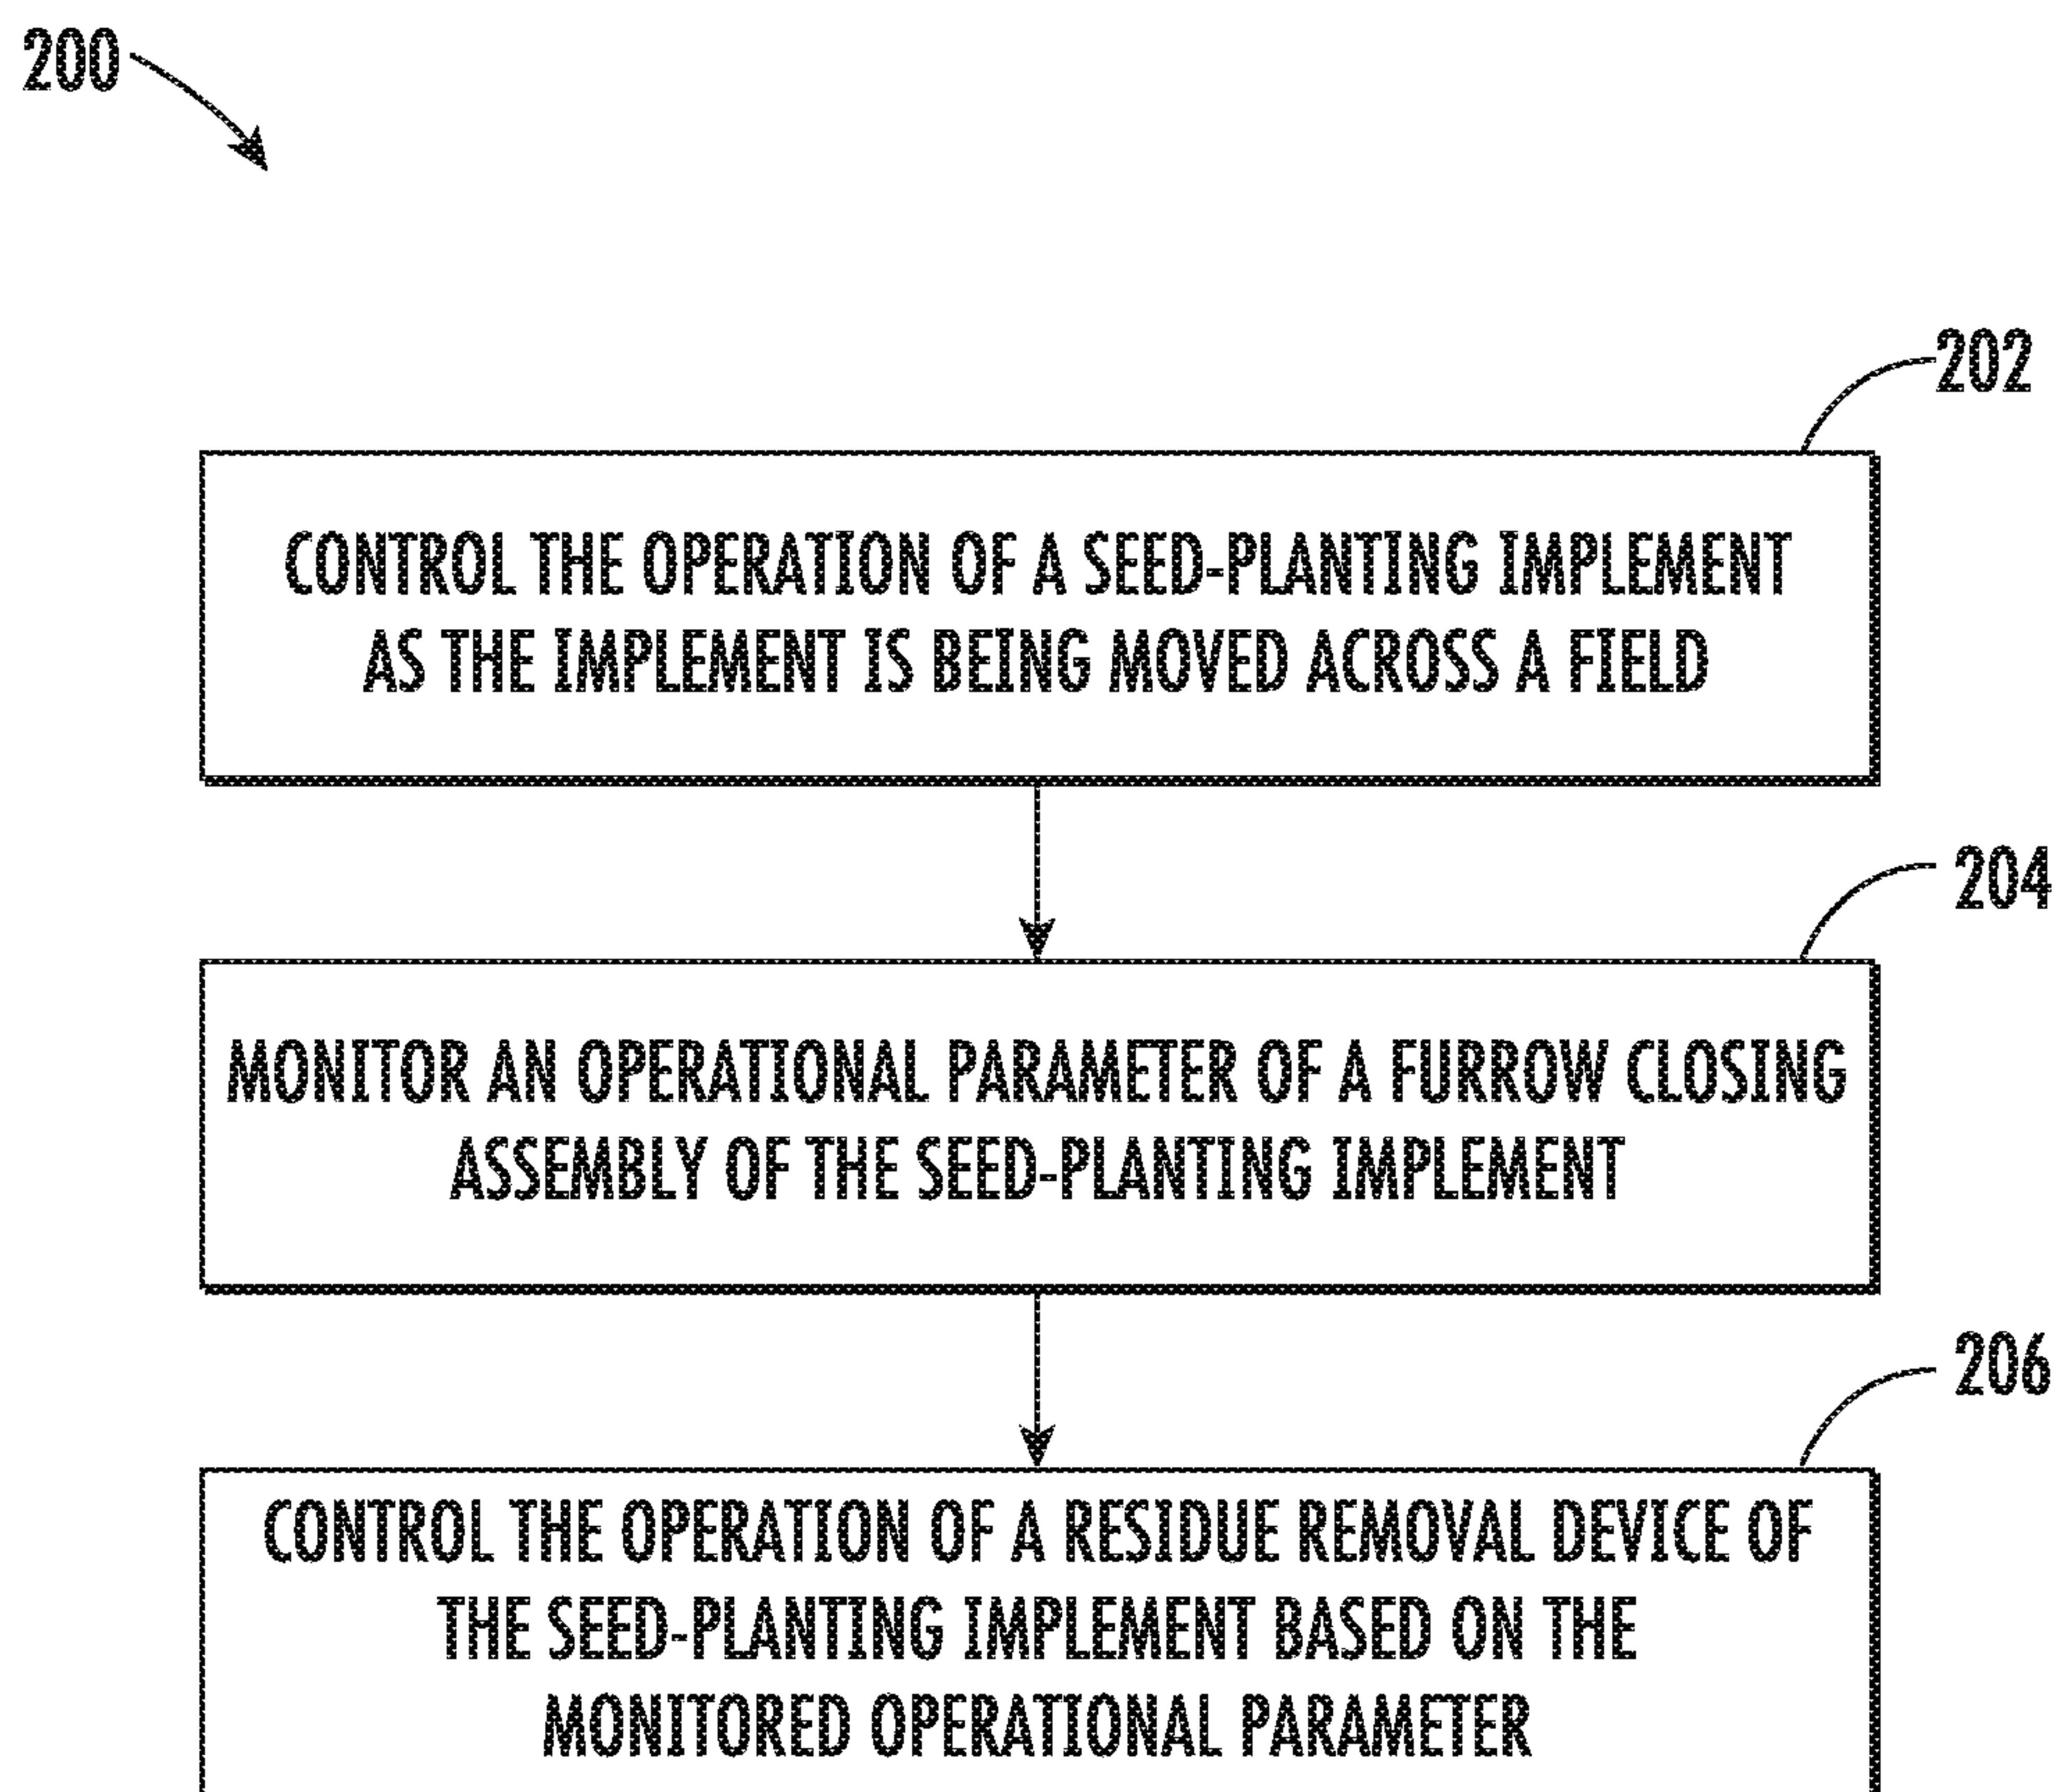 200
202
CONTROL THE OPERATION OF A SEED-PLANTING IMPLEMENT
AS THE IMPLEMENT IS BEING MOVED ACROSS A FIELD
204
MONITOR AN OPERATIONAL PARAMETER OF A FURROW CLOSING
ASSEMBLY OF THE SEED-PLANTING IMPLEMENT
206
CONTROL THE OPERATION OF A RESIDUE REMOVAL DEVICE OF
THE SEED-PLANTING IMPLEMENT BASED ON THE
MONITORED OPERATIONAL PARAMETER